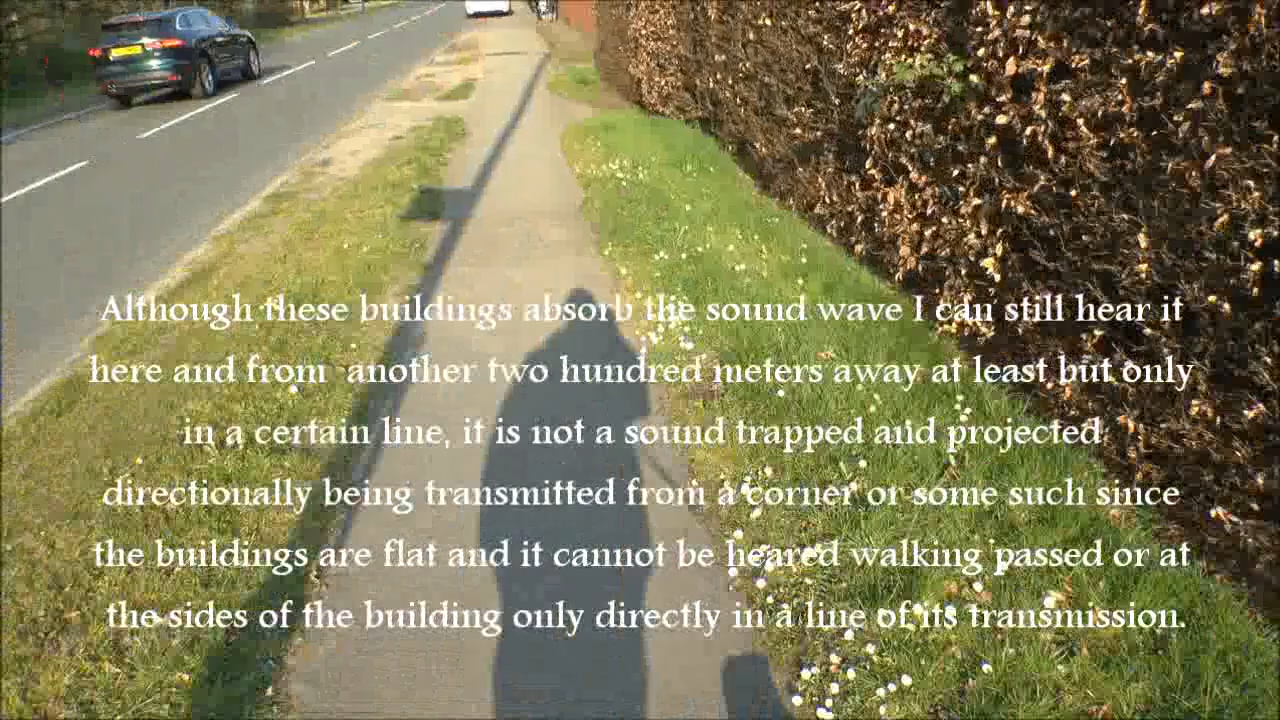 Although these buildings absorb the sound wave I can still hear it
here and from another two hundred meters away at least but only
in a certain line, it is not a sound trapped and projected
directionally being transmitted from a corner or some such since
the buildings are flat and it cannot be heared walking passed or at
the sides of the building only directly in a line of its transmission.